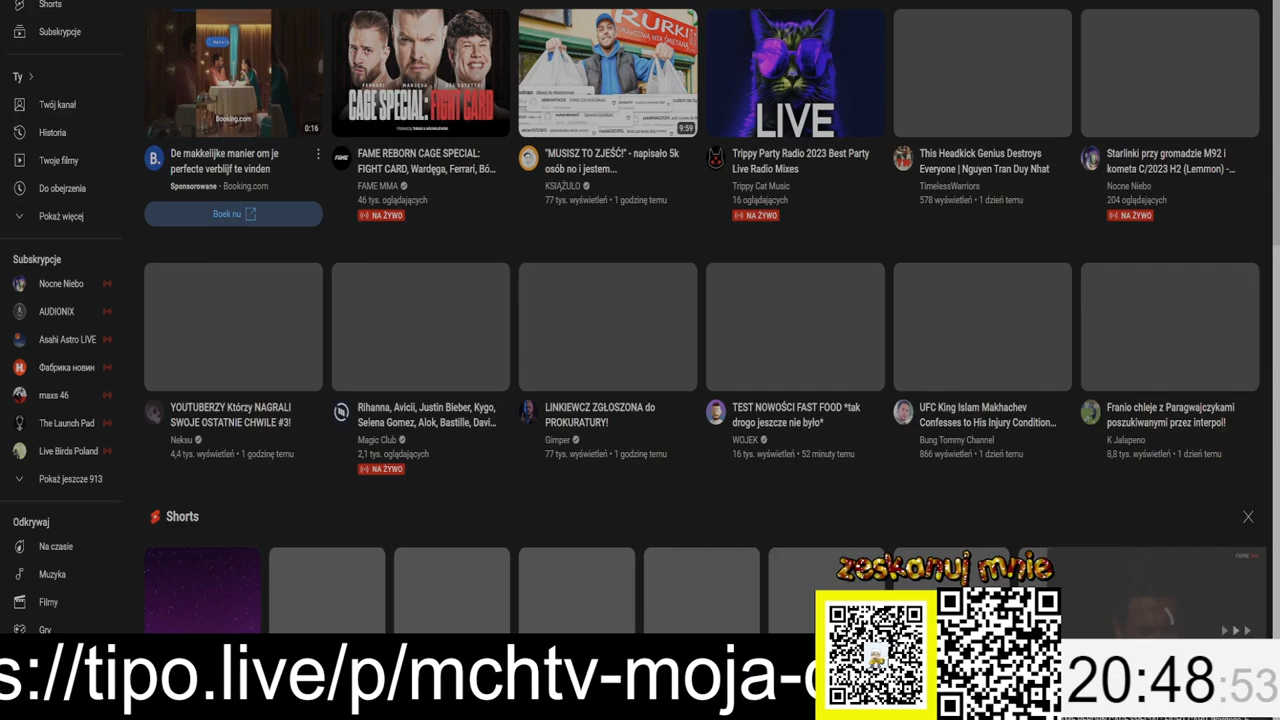 Shorts
Subskrypcje
Ty
Twój kanał
Historia
Twoje filmy
Do obejrzenia
Pokaż więcej
Subskrypcje
Nocne Niebo
AUDIONIX
Asahi Astro LIVE
Фабрика новин
maxs 46
The Launch Pad
Live Birds Poland
Pokaż jeszcze 913
Odkrywaj
Na czasie
Muzyka
Filmy
Gry
Booking.com
0:16
De makkelijke manier om je
perfecte verblijf te vinden
Sponsorowane · Booking.com
Boek nu
CAGE SPECIAL: FIGHT CARD
FAME REBORN CAGE SPECIAL:
FIGHT CARD, Wardęga, Ferrari, Bó...
FAME MMA
46 tys. oglądających
NA ŻYWO
RURKI
9:59
"MUSISZ TO ZJEŚĆ!" - napisało 5k
osób no i jestem...
KSIĄŻULO
77 tys. wyświetleń · 1 godzinę temu
LIVE
Trippy Party Radio 2023 Best Party
Live Radio Mixes
Trippy Cat Music
16 oglądających
NA ŻYWO
This Headkick Genius Destroys
Everyone | Nguyen Tran Duy Nhat
TimelessWarriors
578 wyświetleń · 1 dzień temu
Starlinki przy gromadzie M92 i
kometa C/2023 H2 (Lemmon) -...
Nocne Niebo
204 oglądających
NA ŻYWO
YOUTUBERZY Którzy NAGRALI
SWOJE OSTATNIE CHWILE #3!
Neksu
4,4 tys. wyświetleń · 1 godzinę temu
Rihanna, Avicii, Justin Bieber, Kygo,
Selena Gomez, Alok, Bastille, Davi...
Magic Club
2,1 tys. oglądających
NA ŻYWO
LINKIEWCZ ZGŁOSZONA do
PROKURATURY!
Gimper
77 tys. wyświetleń · 1 godzinę temu
TEST NOWOŚCI FAST FOOD *tak
drogo jeszcze nie było*
WOJEK
16 tys. wyświetleń · 52 minuty temu
UFC King Islam Makhachev
Confesses to His Injury Condition...
Bung Tommy Channel
866 wyświetleń · 1 dzień temu
Franio chleje z Paragwajczykami
poszukiwanymi przez interpol!
K Jalapeno
8,8 tys. wyświetleń · 1 dzień temu
Shorts
zeskanuj mnie
s://tipo.live/p/mchtv-moja-
20:48:53